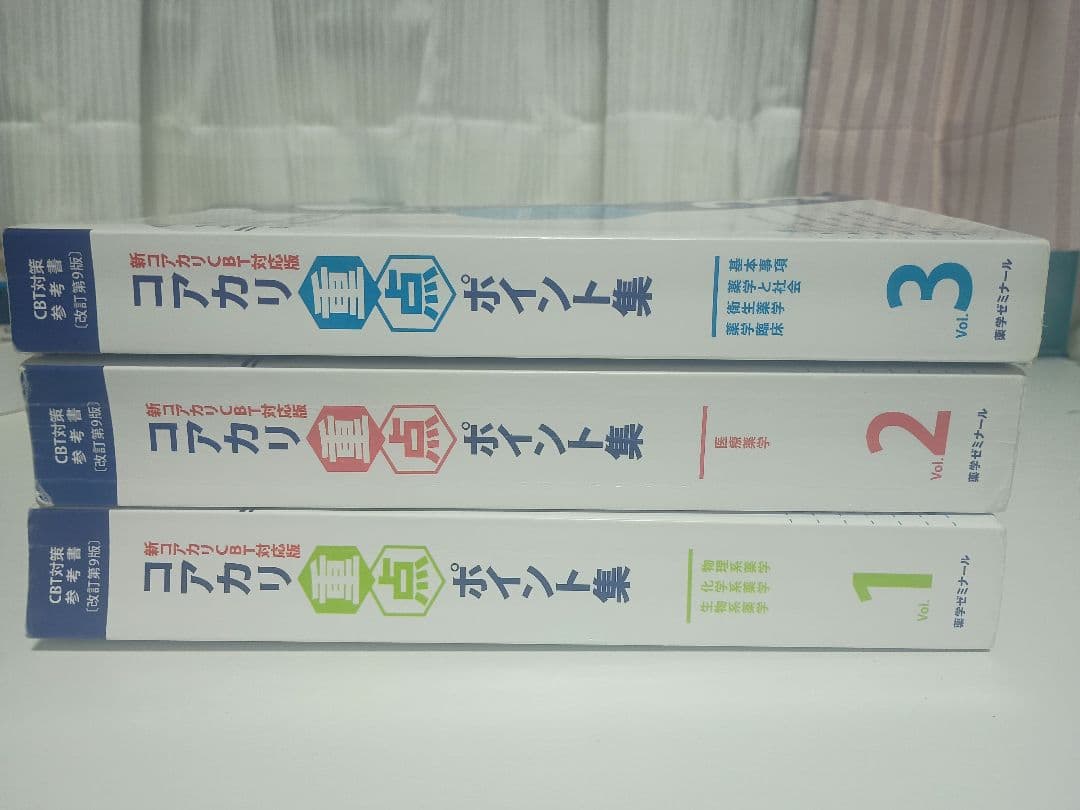 CBT対策
参考書
〔改訂第9版〕
新コアカリCBT対応版
コアカリ重点ポイント集
基本事項
薬学と社会
衛生薬学
薬学臨床
Vol.3
薬学ゼミナール
CBT対策
参考書
〔改訂第9版〕
新コアカリCBT対応版
コアカリ重点ポイント集
医療薬学
Vol.2
薬学ゼミナール
CBT対策
参考書
〔改訂第9版〕
新コアカリCBT対応版
コアカリ重点ポイント集
物理系薬学
化学系薬学
生物系薬学
Vol.1
薬学ゼミナール